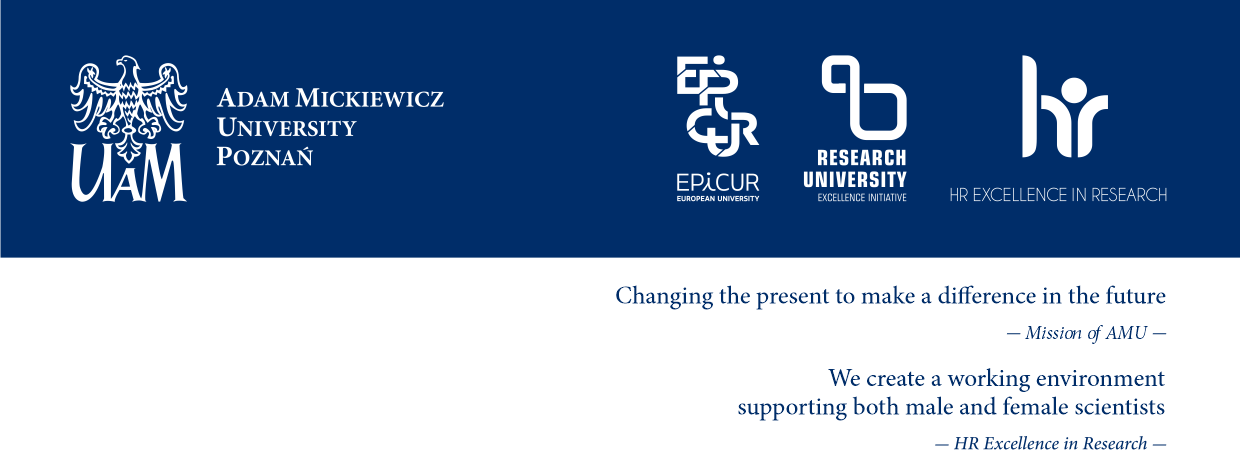 UAM
ADAM MICKIEWICZ
UNIVERSITY
POZNAŃ
EPiCUR
EPiCUR
EUROPEAN UNIVERSITY
RESEARCH
UNIVERSITY
EXCELLENCE INITIATIVE
hr
HR EXCELLENCE IN RESEARCH
Changing the present to make a difference in the future
— Mission of AMU —
We create a working environment
supporting both male and female scientists
— HR Excellence in Research —